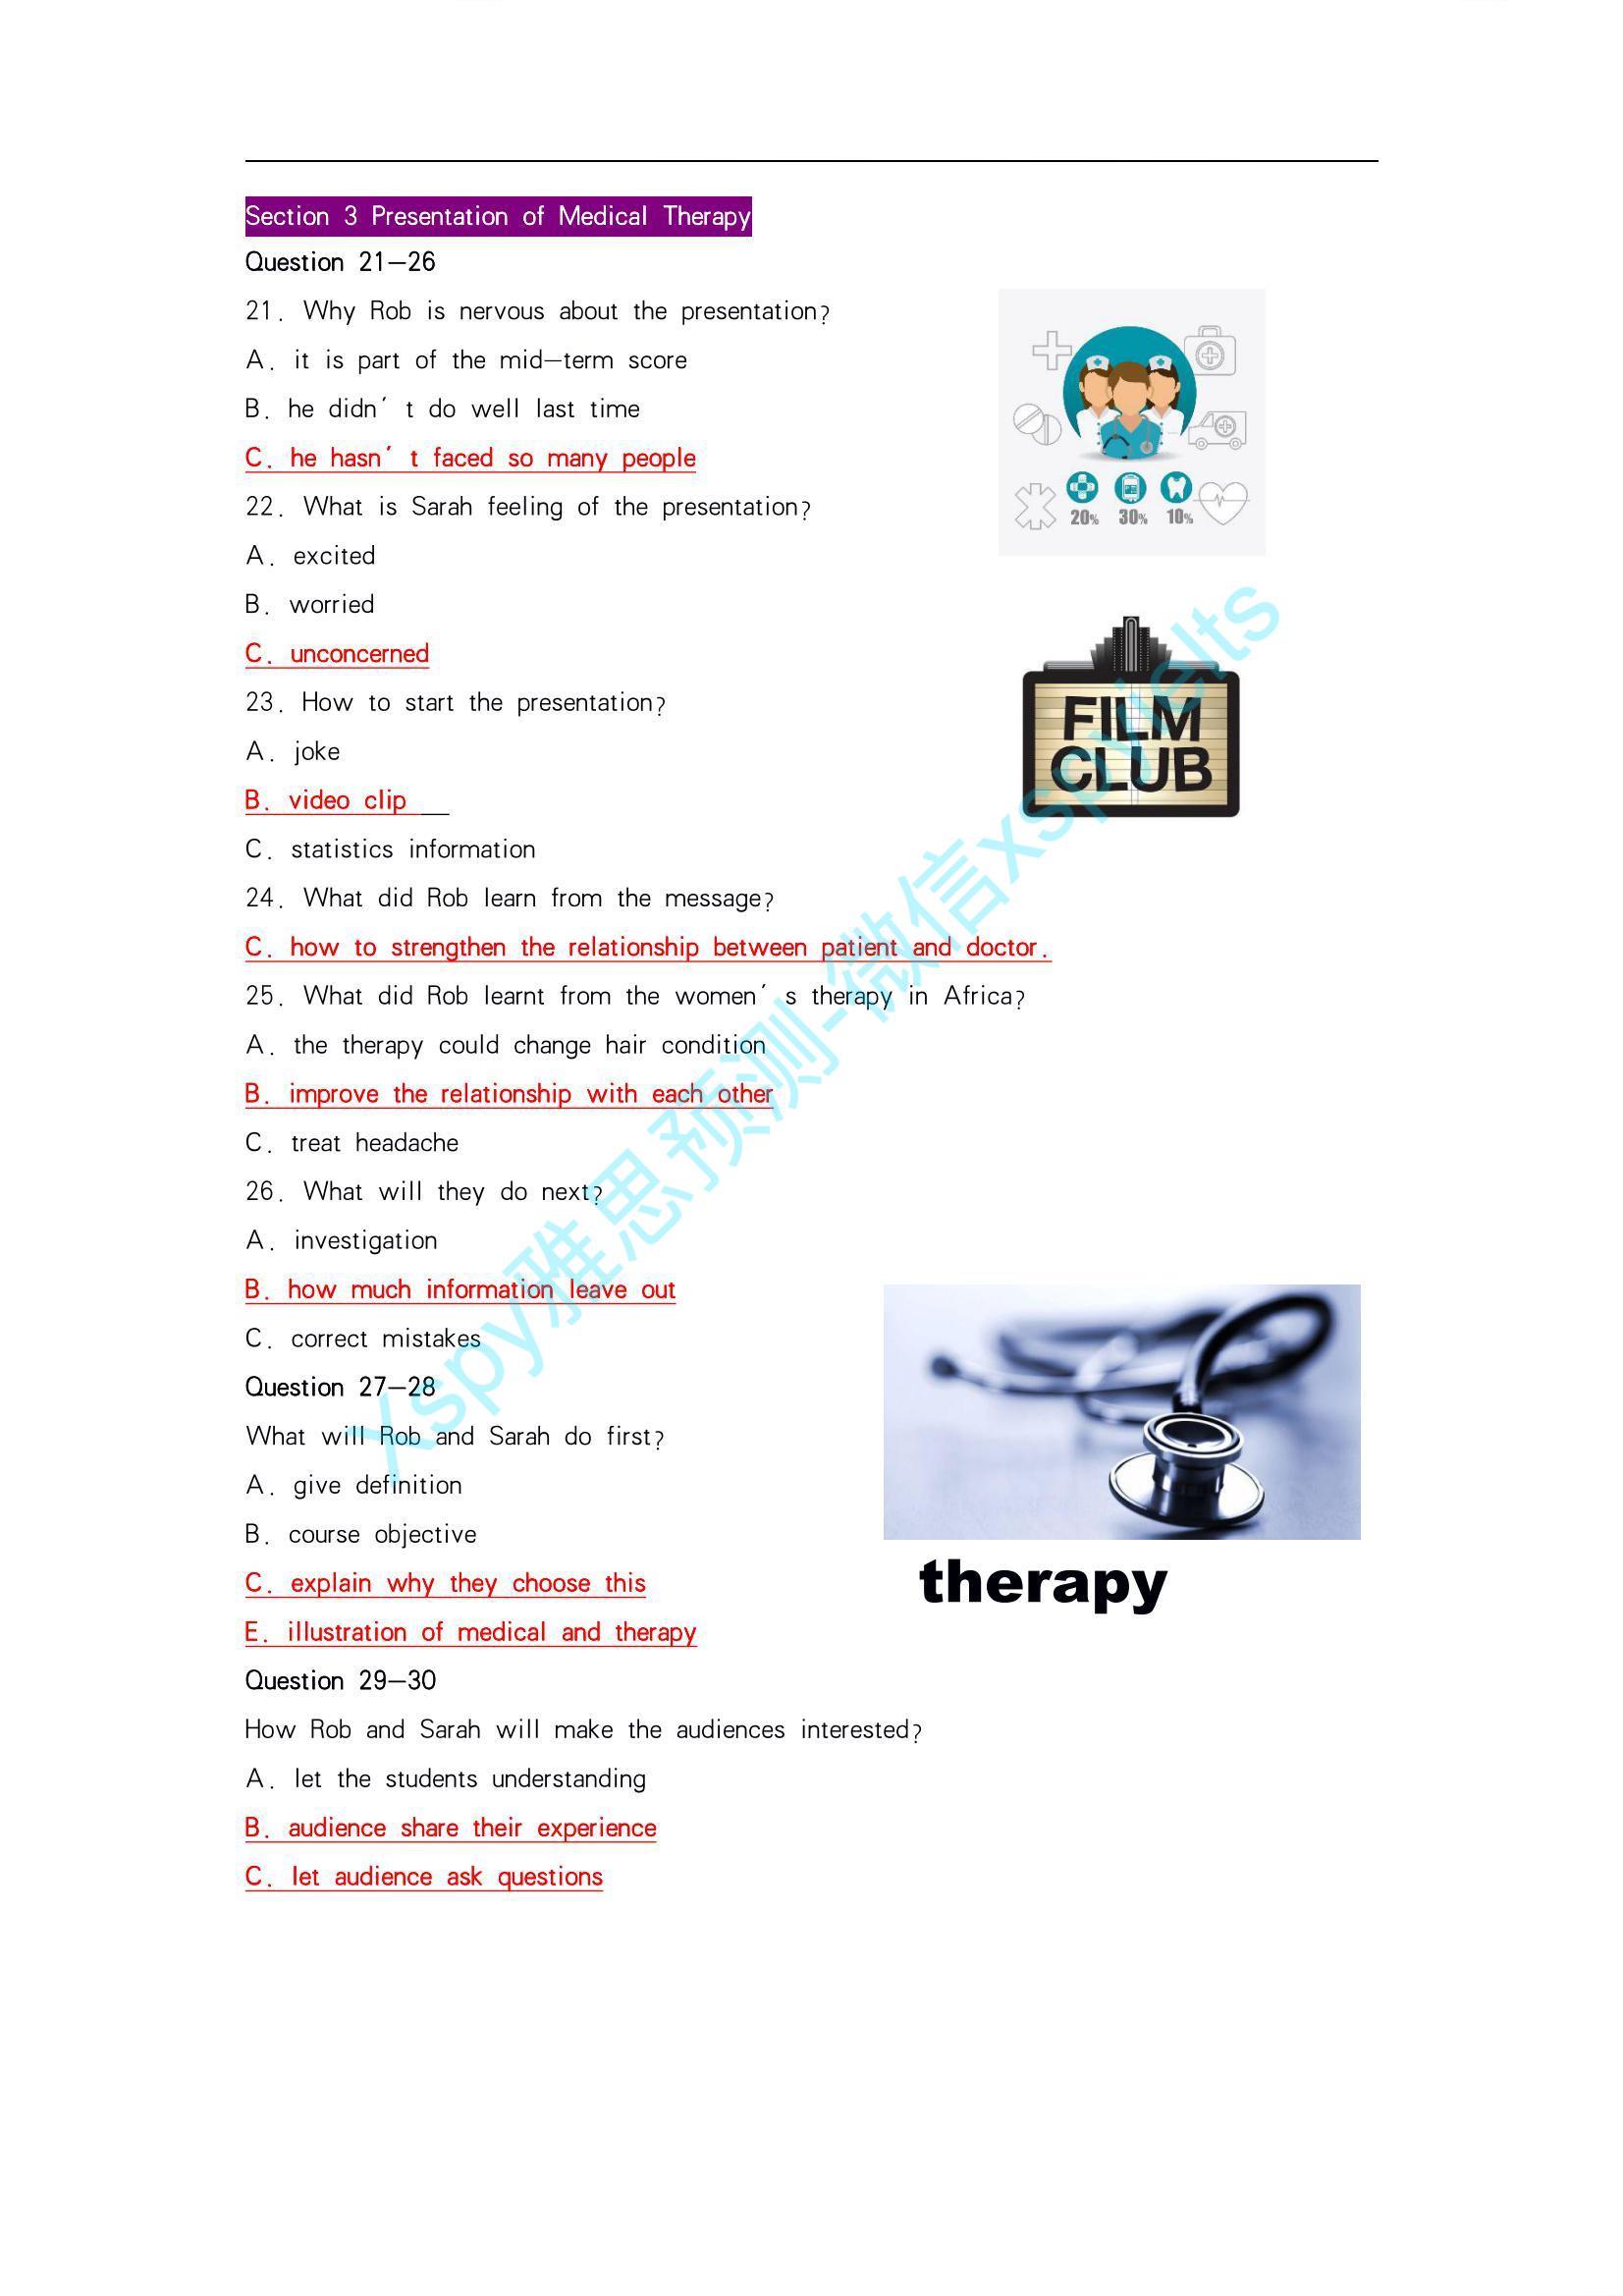 Section 3 Presentation of Medical Therapy
Question 21-26
21. Why Rob is nervous about the presentation?
A. it is part of the mid-term score
B. he didn't do well last time
C. he hasn't faced so many people
22. What is Sarah feeling of the presentation?
A. excited
B. worried
C. unconcerned
23. How to start the presentation?
A. joke
B. video clip
C. statistics information
24. What did Rob learn from the message?
C. how to strengthen the relationship between patient and doctor.
25. What did Rob learnt from the women's therapy in Africa?
A. the therapy could change hair condition
B. improve the relationship with each other
C. treat headache
26. What will they do next?
A. investigation
B. how much information leave out
C. correct mistakes
Question 27-28
What will Rob and Sarah do first?
A. give definition
B. course objective
C. explain why they choose this
E. illustration of medical and therapy
Question 29-30
How Rob and Sarah will make the audiences interested?
A. let the students understanding
B. audience share their experience
C. let audience ask questions
20% 30% 10%
FILM
CLUB
therapy
Xspy雅思预测-微信xspyielts